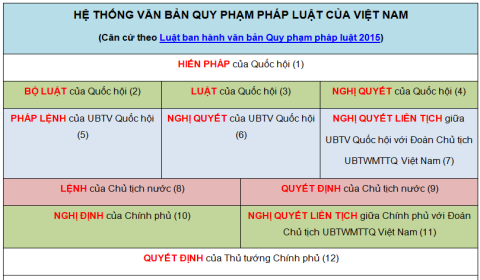 HỆ THỐNG VĂN BẢN QUY PHẠM PHÁP LUẬT CỦA VIỆT NAM
(Căn cứ theo Luật ban hành văn bản Quy phạm pháp luật 2015)
HIẾN PHÁP của Quốc hội (1)
BỘ LUẬT của Quốc hội (2)
LUẬT của Quốc hội (3)
NGHỊ QUYẾT của Quốc hội (4)
PHÁP LỆNH của UBTV Quốc hội
(5)
NGHỊ QUYẾT của UBTV Quốc hội
(6)
NGHỊ QUYẾT LIÊN TỊCH giữa
UBTV Quốc hội với Đoàn Chủ tịch
UBTWMTTQ Việt Nam (7)
LỆNH của Chủ tịch nước (8)
QUYẾT ĐỊNH của Chủ tịch nước (9)
NGHỊ ĐỊNH của Chính phủ (10)
NGHỊ QUYẾT LIÊN TỊCH giữa Chính phủ với Đoàn
Chủ tịch UBTWMTTQ Việt Nam (11)
QUYẾT ĐỊNH của Thủ tướng Chính phủ (12)